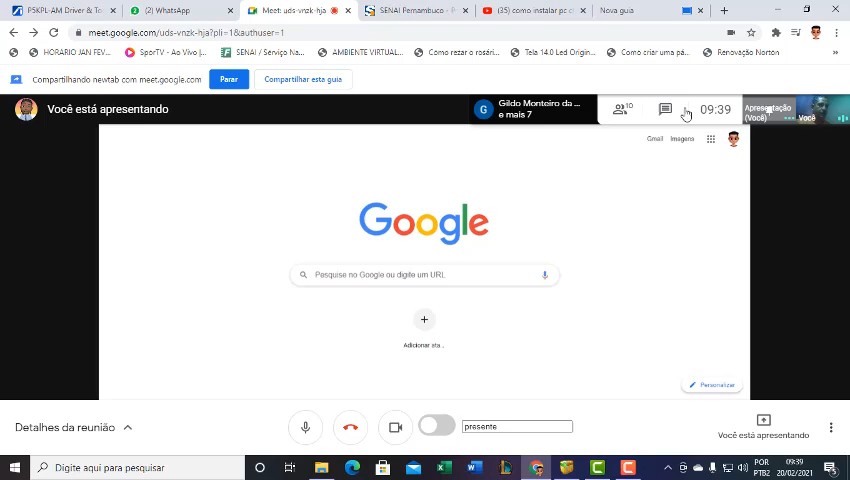 P5KPL-AM Driver & To
(2) WhatsApp
Meet: uds-vnzk-hja
SENAI Pernambuco - P
(35) como instalar pc c
Nova guia
meet.google.com/uds-vnzk-hja?pli=1&authuser=1
HORARIO JAN FEV...
SporTV - Ao Vivo |...
SENAI / Serviço Na...
AMBIENTE VIRTUAL...
Como rezar o rosário...
Tela 14.0 Led Origin...
Como criar uma pá...
Renovação Norton
Compartilhando newtab com meet.google.com
Parar
Compartilhar esta guia
Você está apresentando
G
Gildo Monteiro da ...
e mais 7
10
09:39
Apresentação
(Você)
Você
Gmail
Imagens
Google
Pesquise no Google ou digite um URL
Adicionar ata...
Personalizar
Detalhes da reunião
presente
Você está apresentando
Digite aqui para pesquisar
POR
PTB2
09:39
20/02/2021
5